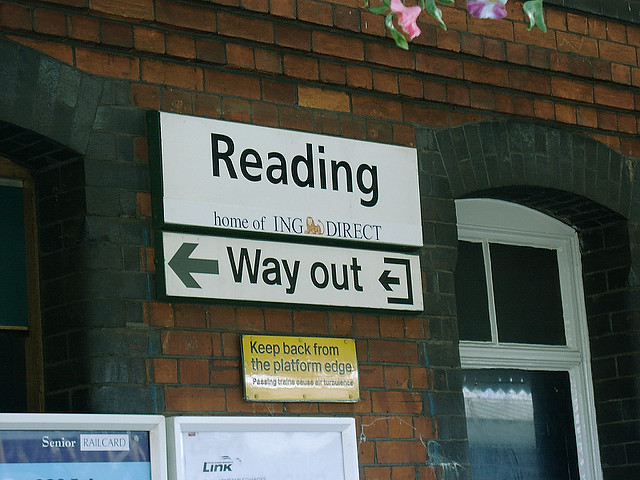 Reading
home of ING DIRECT
Way out
Keep back from
the platform edge
Passing trains cause air turbulence
Senior RAILCARD
Link